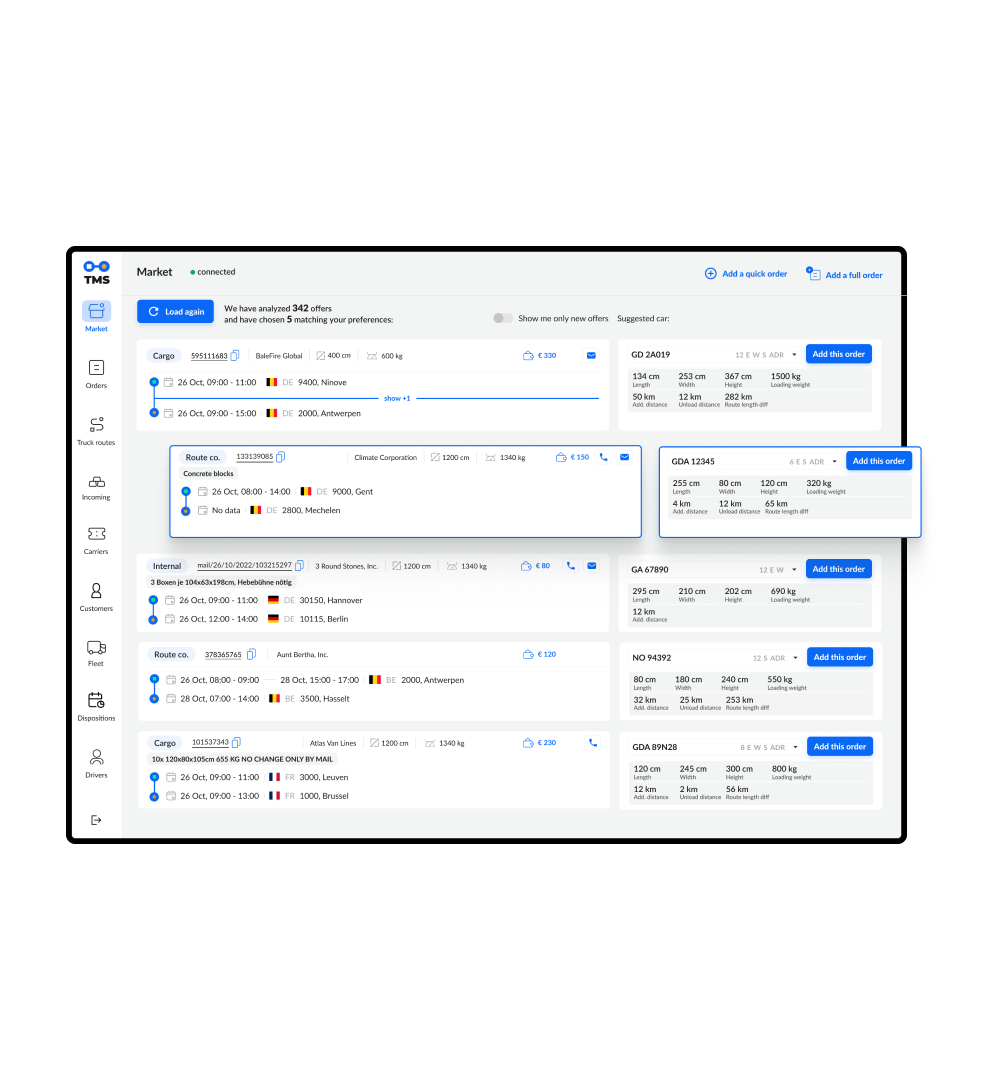 TMS
Market
Orders
Truck routes
Incoming
Carriers
Customers
Fleet
Dispositions
Drivers
Market
connected
Add a quick order
Add a full order
Load again
We have analyzed 342 offers
and have chosen 5 matching your preferences:
Show me only new offers
Suggested car:
Cargo 595111683 BaleFire Global 400 cm 600 kg € 330
26 Oct, 09:00 - 11:00 DE 9400, Ninove
show +1
26 Oct, 09:00 - 15:00 DE 2000, Antwerpen
GD 2A019 12 E W S ADR Add this order
134 cm 253 cm 367 cm 1500 kg
Length Width Height Loading weight
50 km 12 km 282 km
Add. distance Unload distance Route length diff
Route co. 133139085 Climate Corporation 1200 cm 1340 kg € 150
Concrete blocks
26 Oct, 08:00 - 14:00 DE 9000, Gent
No data DE 2800, Mechelen
GDA 12345 6 E S ADR Add this order
255 cm 80 cm 120 cm 320 kg
Length Width Height Loading weight
4 km 12 km 65 km
Add. distance Unload distance Route length diff
Internal mail/26/10/2022/103215297 3 Round Stones, Inc. 1200 cm 1340 kg € 80
3 Boxen je 104x63x198cm, Hebebühne nötig
26 Oct, 09:00 - 11:00 DE 30150, Hannover
26 Oct, 12:00 - 14:00 DE 10115, Berlin
GA 67890 12 E W Add this order
295 cm 210 cm 202 cm 690 kg
Length Width Height Loading weight
12 km
Add. distance
Route co. 378365765 Aunt Bertha, Inc. € 120
26 Oct, 08:00 - 09:00 — 28 Oct, 15:00 - 17:00 BE 2000, Antwerpen
28 Oct, 07:00 - 14:00 BE 3500, Hasselt
NO 94392 12 S ADR Add this order
80 cm 180 cm 240 cm 550 kg
Length Width Height Loading weight
32 km 25 km 253 km
Add. distance Unload distance Route length diff
Cargo 101537343 Atlas Van Lines 1200 cm 1340 kg € 230
10x 120x80x105cm 655 KG NO CHANGE ONLY BY MAIL
26 Oct, 09:00 - 11:00 FR 3000, Leuven
26 Oct, 09:00 - 13:00 FR 1000, Brussel
GDA 89N28 8 E W S ADR Add this order
120 cm 245 cm 300 cm 800 kg
Length Width Height Loading weight
12 km 2 km 56 km
Add. distance Unload distance Route length diff